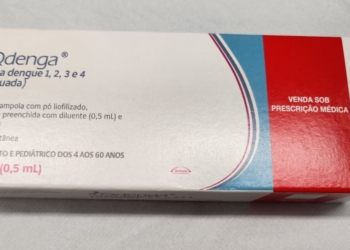 Qdenga®
a dengue 1, 2, 3 e 4
uada)
ampola com pó liofilizado,
preenchida com diluente (0,5 mL) e
VENDA SOB
PRESCRIÇÃO MÉDICA
tânea
TO E PEDIÁTRICO DOS 4 AOS 60 ANOS
(0,5 mL)